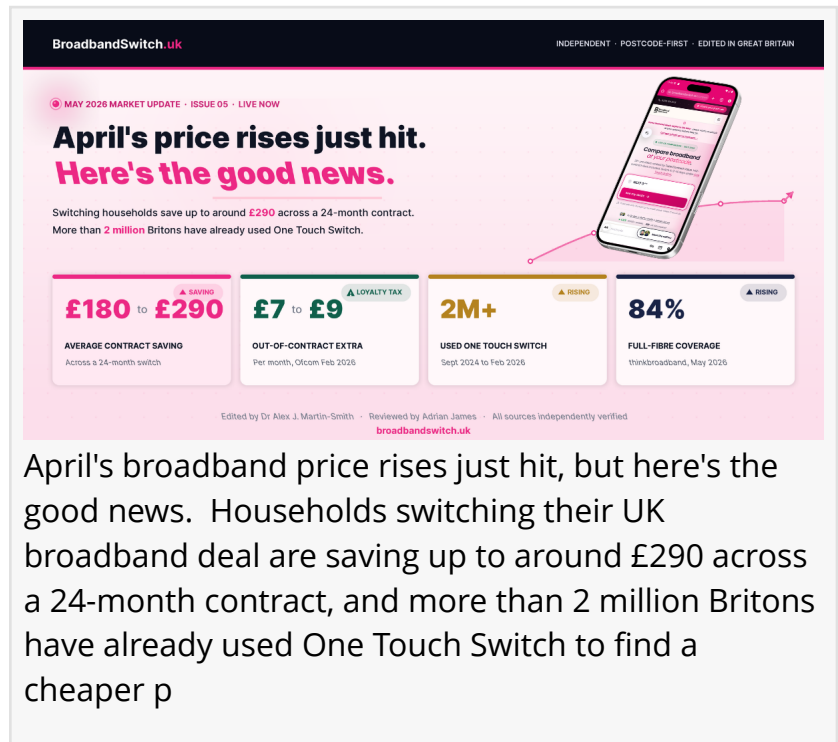 BroadbandSwitch.uk
INDEPENDENT · POSTCODE-FIRST · EDITED IN GREAT BRITAIN
MAY 2026 MARKET UPDATE · ISSUE 05 · LIVE NOW
April's price rises just hit.
Here's the good news.
Switching households save up to around £290 across a 24-month contract.
More than 2 million Britons have already used One Touch Switch.
Compare broadband
at your postcode.
SAVING
£180 to £290
AVERAGE CONTRACT SAVING
Across a 24-month switch
LOYALTY TAX
£7 to £9
OUT-OF-CONTRACT EXTRA
Per month, Ofcom Feb 2026
RISING
2M+
USED ONE TOUCH SWITCH
Sept 2024 to Feb 2026
RISING
84%
FULL-FIBRE COVERAGE
thinkbroadband, May 2026
Edited by Dr Alex J. Martin-Smith · Reviewed by Adrian James · All sources independently verified
broadbandswitch.uk
April's broadband price rises just hit, but here's the
good news. Households switching their UK
broadband deal are saving up to around £290 across
a 24-month contract, and more than 2 million Britons
have already used One Touch Switch to find a
cheaper p